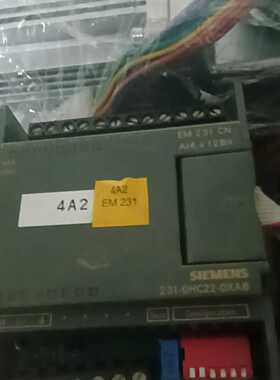 EM 231 CN
AI4 x 12Bit
4A2
4A2
EM 231
SIEMENS
231-0HC22-0XA8